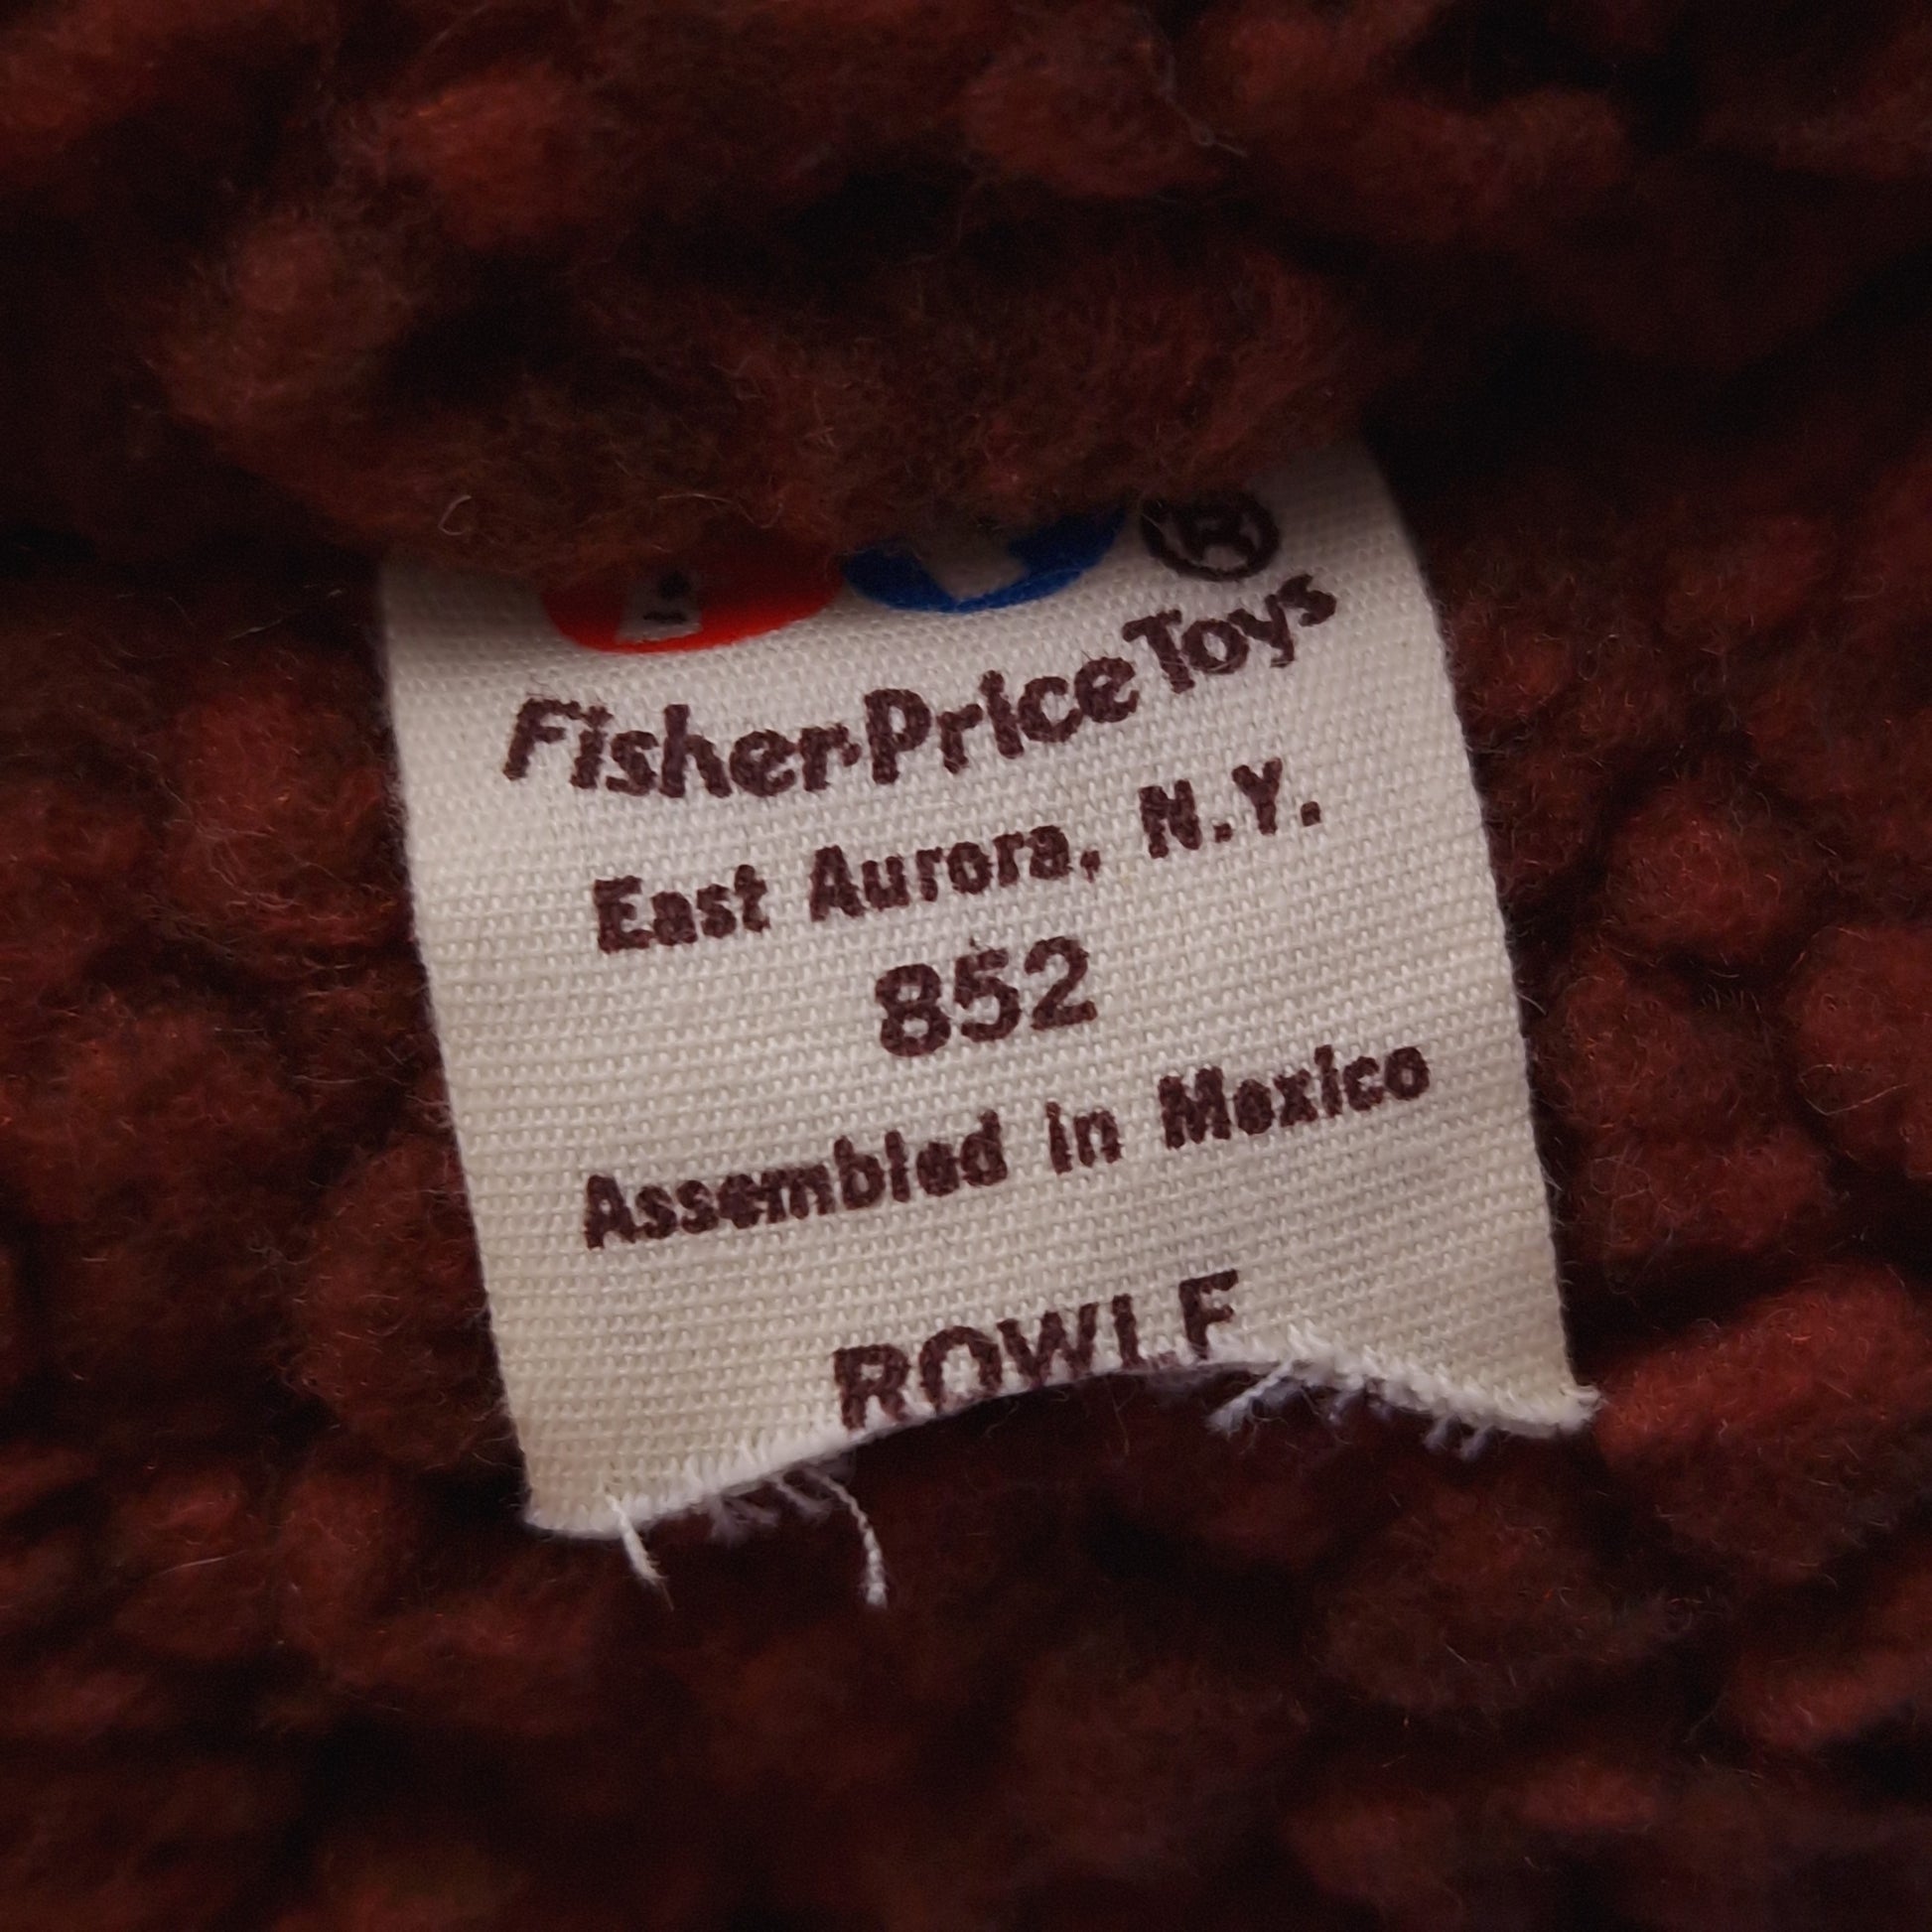 ®
Fisher-Price Toys
East Aurora, N.Y.
852
Assembled in Mexico
ROWLF